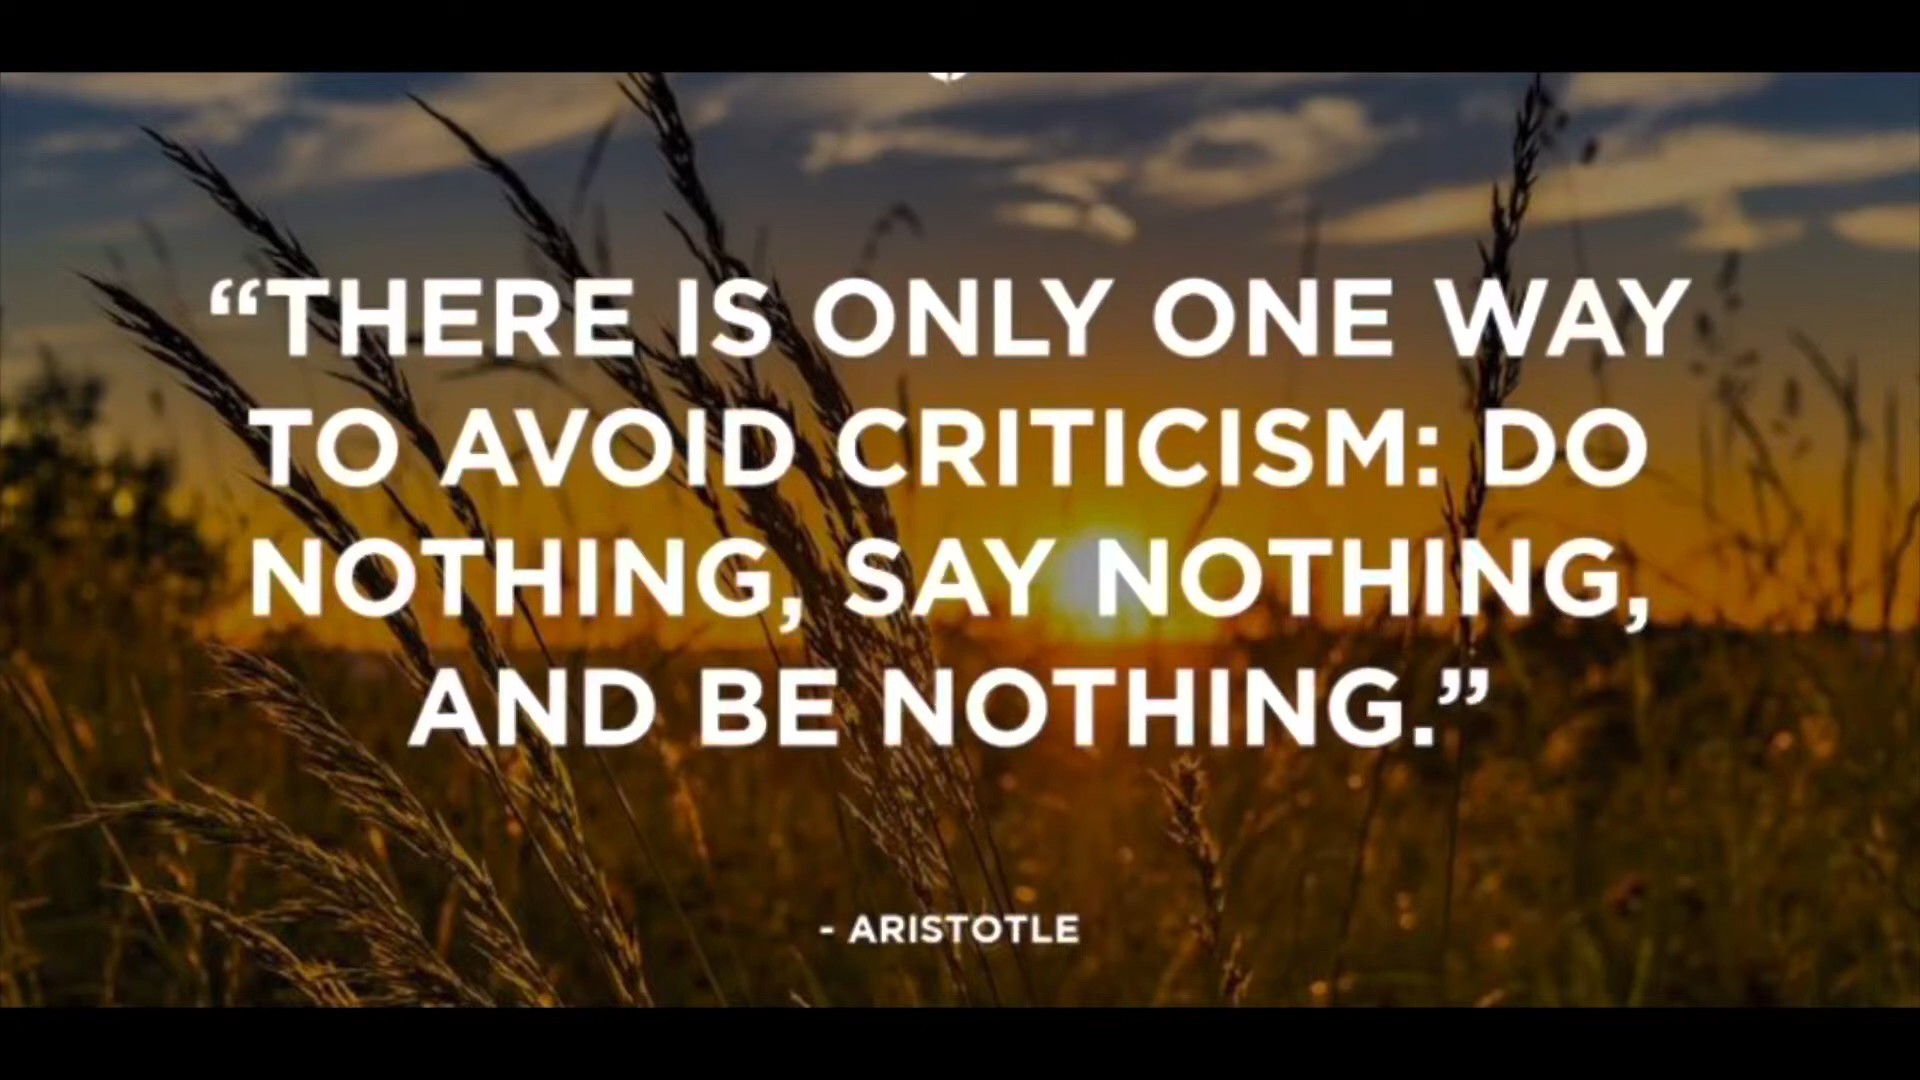 “THERE IS ONLY ONE WAY
TO AVOID CRITICISM: DO
NOTHING, SAY NOTHING,
AND BE NOTHING.”
- ARISTOTLE